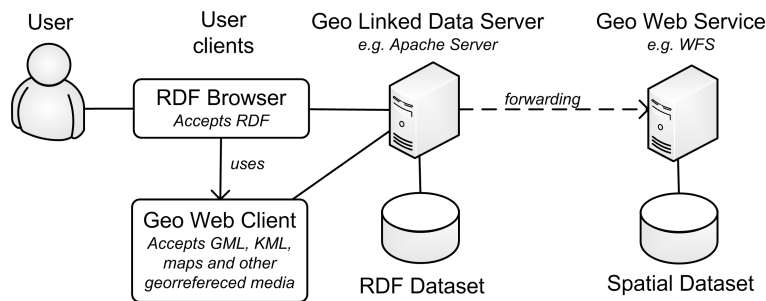 User
User
clients
Geo Linked Data Server
e.g. Apache Server
Geo Web Service
e.g. WFS
RDF Browser
Accepts RDF
forwarding
uses
Geo Web Client
Accepts GML, KML,
maps and other
georrefereced media
RDF Dataset
Spatial Dataset